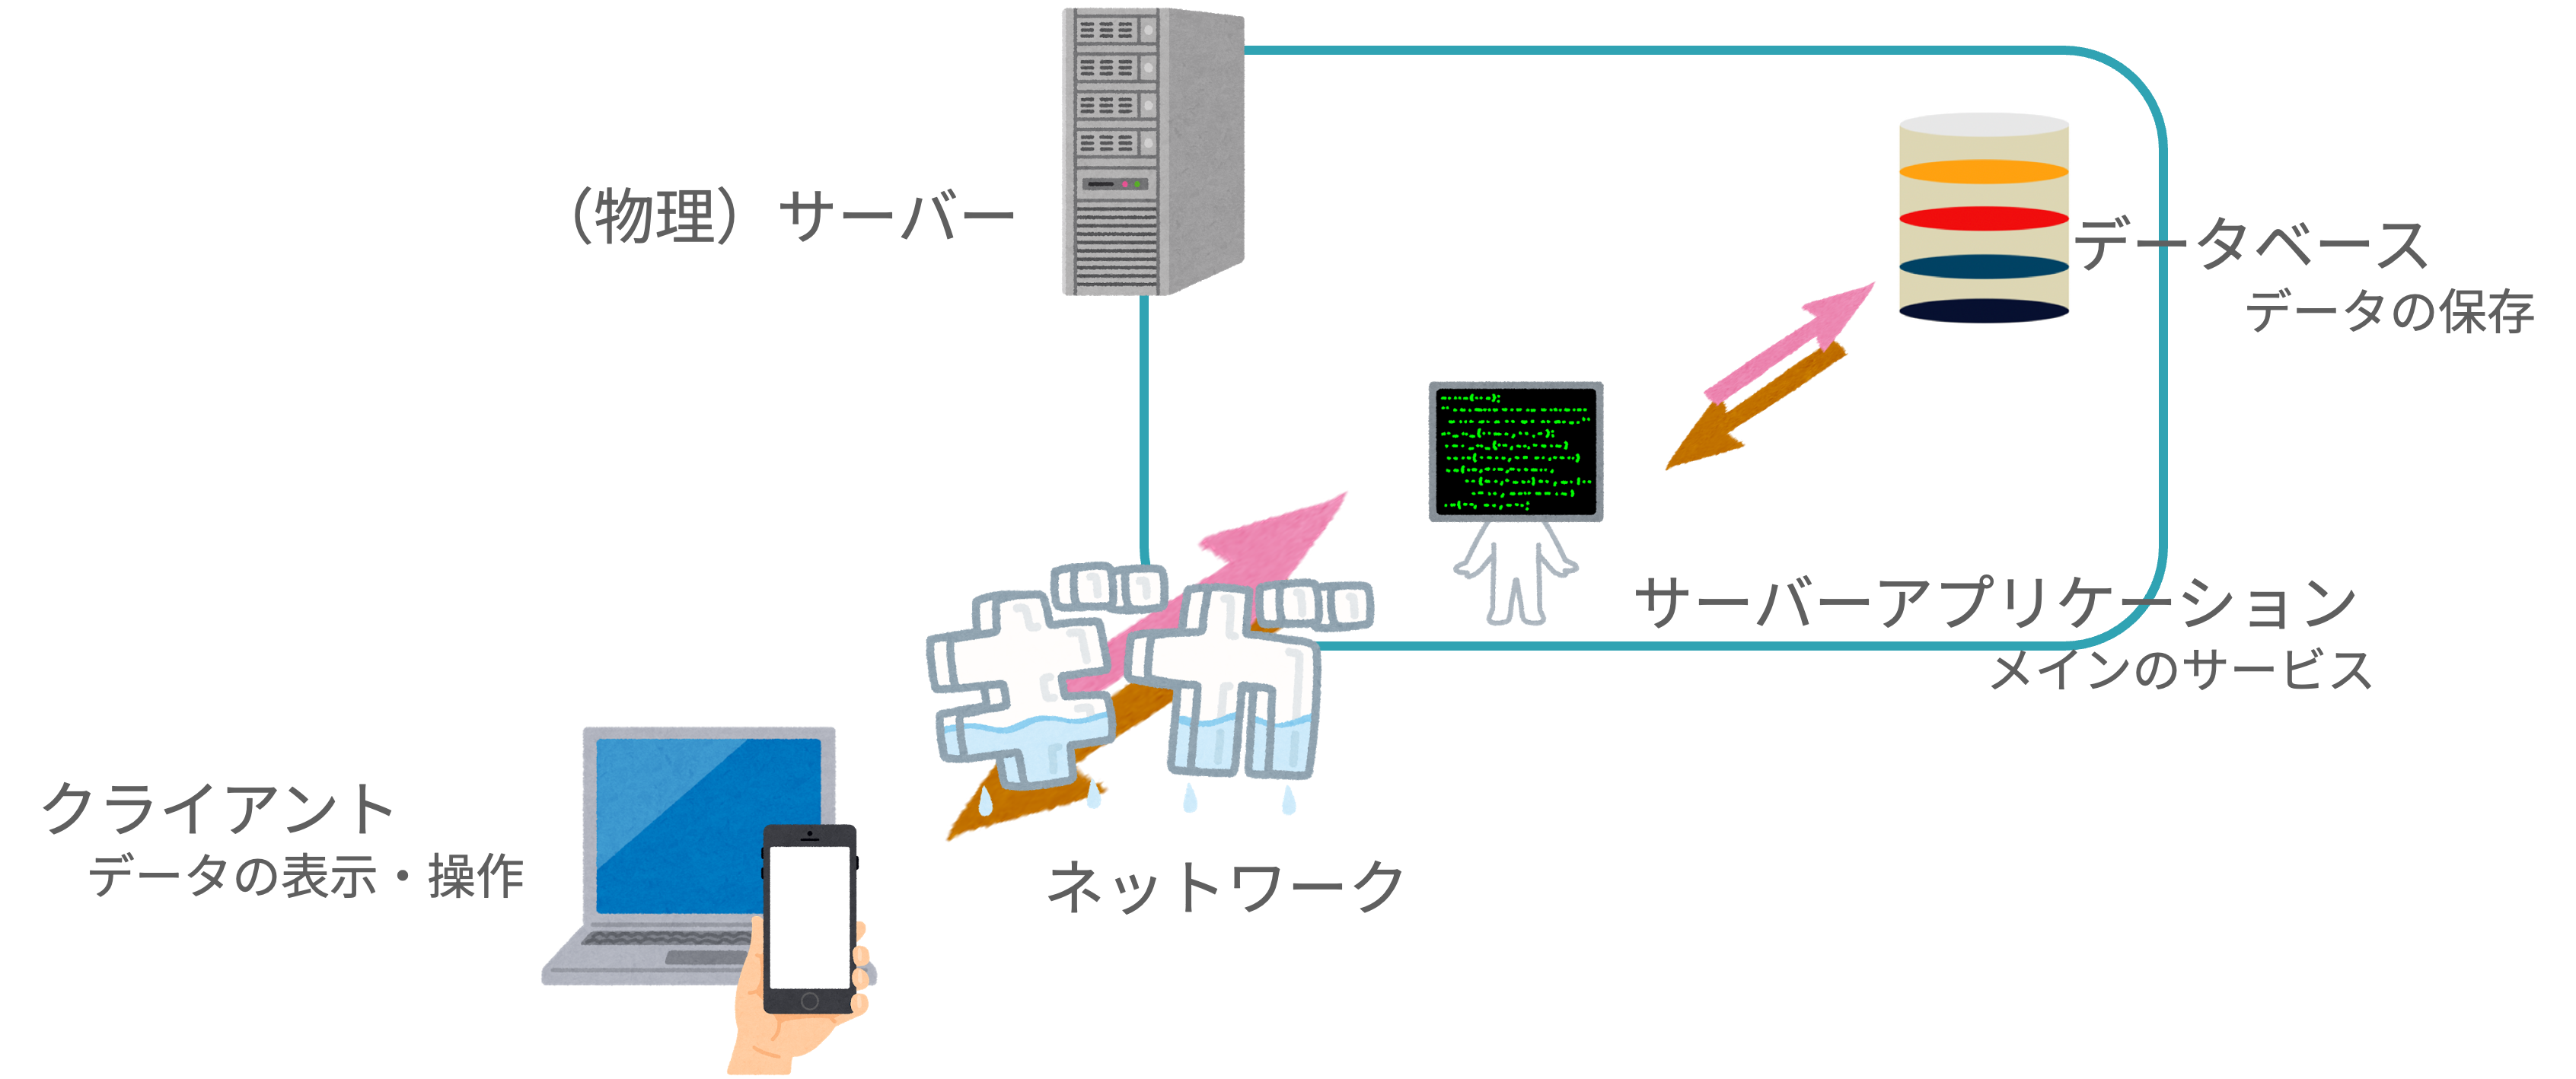 （物理）サーバー
データベース
データの保存
サーバーアプリケーション
メインのサービス
クライアント
データの表示・操作
ネットワーク